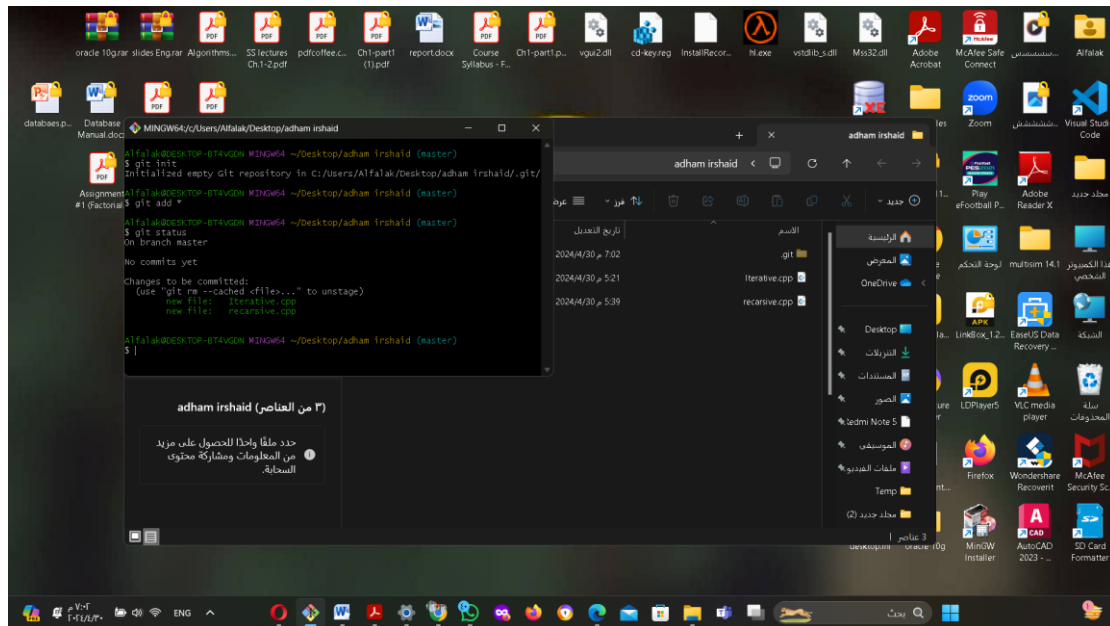 oracle 10g.rar
slides Eng.rar
Algorithms...
SS lectures Ch.1-2.pdf
pdfcoffee.c...
Ch1-part1 (1).pdf
report.docx
Course Syllabus - F...
Ch1-part1.p...
vgui2.dll
cd-key.reg
InstallRecor...
hl.exe
vstdlib_s.dll
Mss32.dll
Adobe Acrobat
McAfee Safe Connect
Alfalak
databaes.p...
Database Manual.doc
Zoom
Visual Studi
Code
Assignment
#1 (Factorial
MINGW64:/c/Users/Alfalak/Desktop/adham irshaid
Alfalak@DESKTOP-BT4VGDN MINGW64 ~/Desktop/adham irshaid (master)
$ git init
Initialized empty Git repository in C:/Users/Alfalak/Desktop/adham irshaid/.git/
Alfalak@DESKTOP-BT4VGDN MINGW64 ~/Desktop/adham irshaid (master)
$ git add *
Alfalak@DESKTOP-BT4VGDN MINGW64 ~/Desktop/adham irshaid (master)
$ git status
On branch master
No commits yet
Changes to be committed:
(use "git rm --cached <file>..." to unstage)
new file: Iterative.cpp
new file: recarsive.cpp
Alfalak@DESKTOP-BT4VGDN MINGW64 ~/Desktop/adham irshaid (master)
$
adham irshaid
adham irshaid
جديد
فرز
عرض
الاسم
تاريخ التعديل
.git
2024/4/30 م 7:02
Iterative.cpp
2024/4/30 م 5:21
recarsive.cpp
2024/4/30 م 5:39
الرئيسية
المعرض
OneDrive
Desktop
التنزيلات
المستندات
الصور
الموسيقى
ملفات الفيديو
Temp
مجلد جديد (2)
3 عناصر
adham irshaid (٣ من العناصر)
حدد ملفًا واحدًا للحصول على مزيد
من المعلومات ومشاركة محتوى
السحابة.
Play eFootball P...
Adobe Reader X
مجلد جديد
لوحة التحكم
multisim 14.1
هذا الكمبيوتر الشخصي
LinkBox_1.2...
EaseUS Data Recovery ...
الشبكة
LDPlayer5
VLC media player
سلة المحذوفات
Firefox
Wondershare Recoverit
McAfee Security Sc
MinGW Installer
AutoCAD 2023 - ...
SD Card Formatter
ENG
بحث